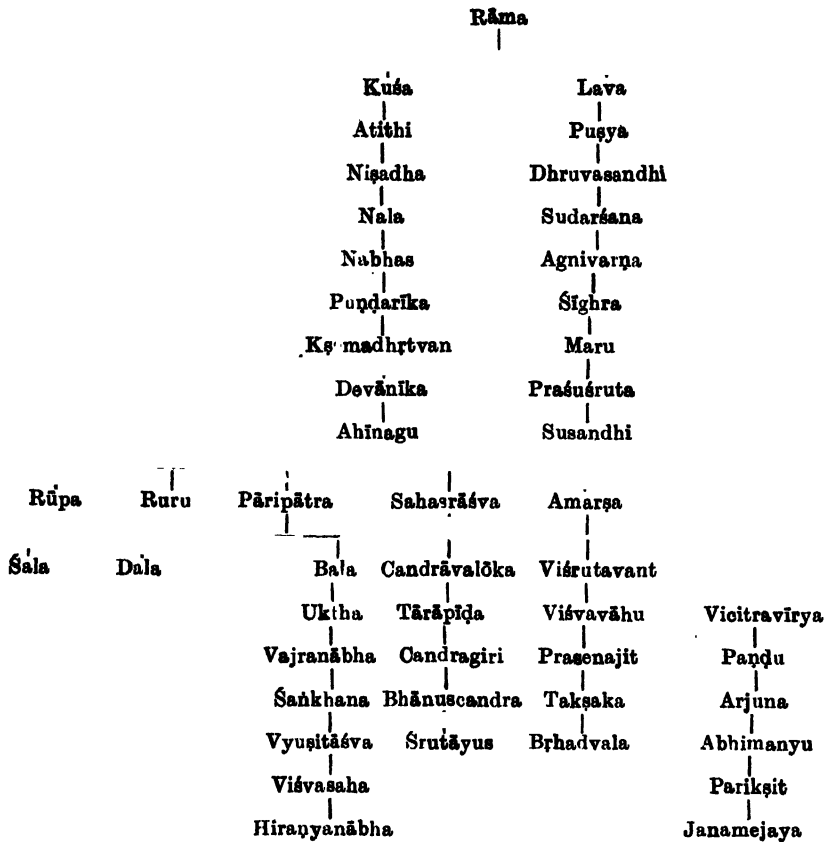 Rāma
Kuśa Lava
Atithi Puṣya
Niṣadha Dhruvasandhi
Nala Sudarśana
Nabhas Agnivarṇa
Puṇḍarīka Śīghra
Kṣ madhṛtvan Maru
Devānīka Praśuśruta
Ahīnagu Susandhi
Rūpa Ruru Pāripātra Sahasrāśva Amarṣa
Śala Dala Bala Candrāvalōka Viśrutavant
Uktha Tārāpīḍa Viśvavāhu Vicitravīrya
Vajranābha Candragiri Prasenajit Paṇḍu
Śaṅkhana Bhānuscandra Takṣaka Arjuna
Vyuṣitāśva Śrutāyus Bṛhadvala Abhimanyu
Viśvasaha Parikṣit
Hiraṇyanābha Janamejaya